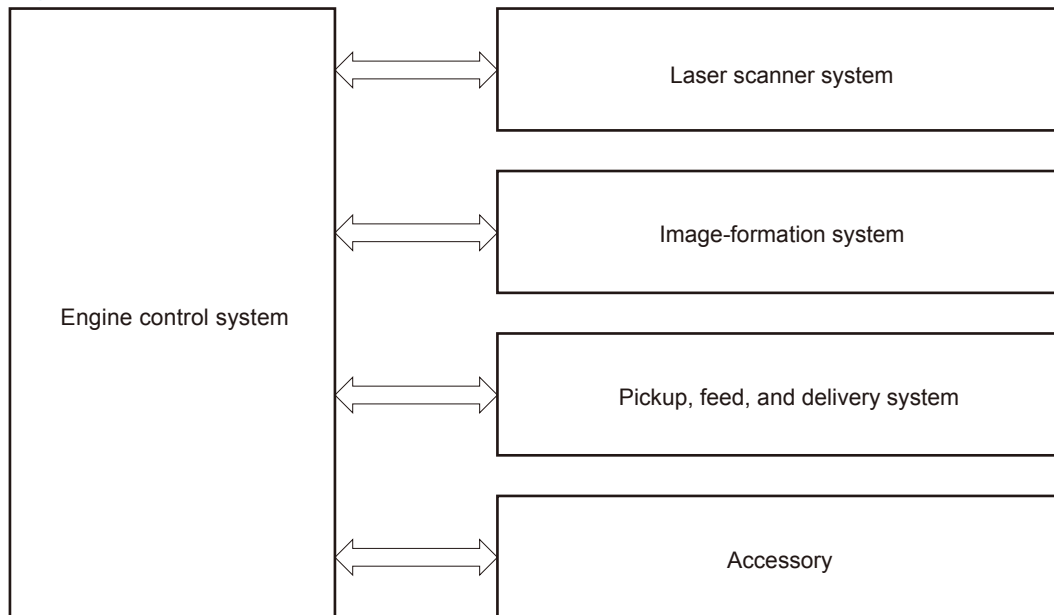 Laser scanner system
Image-formation system
Engine control system
Pickup, feed, and delivery system
Accessory